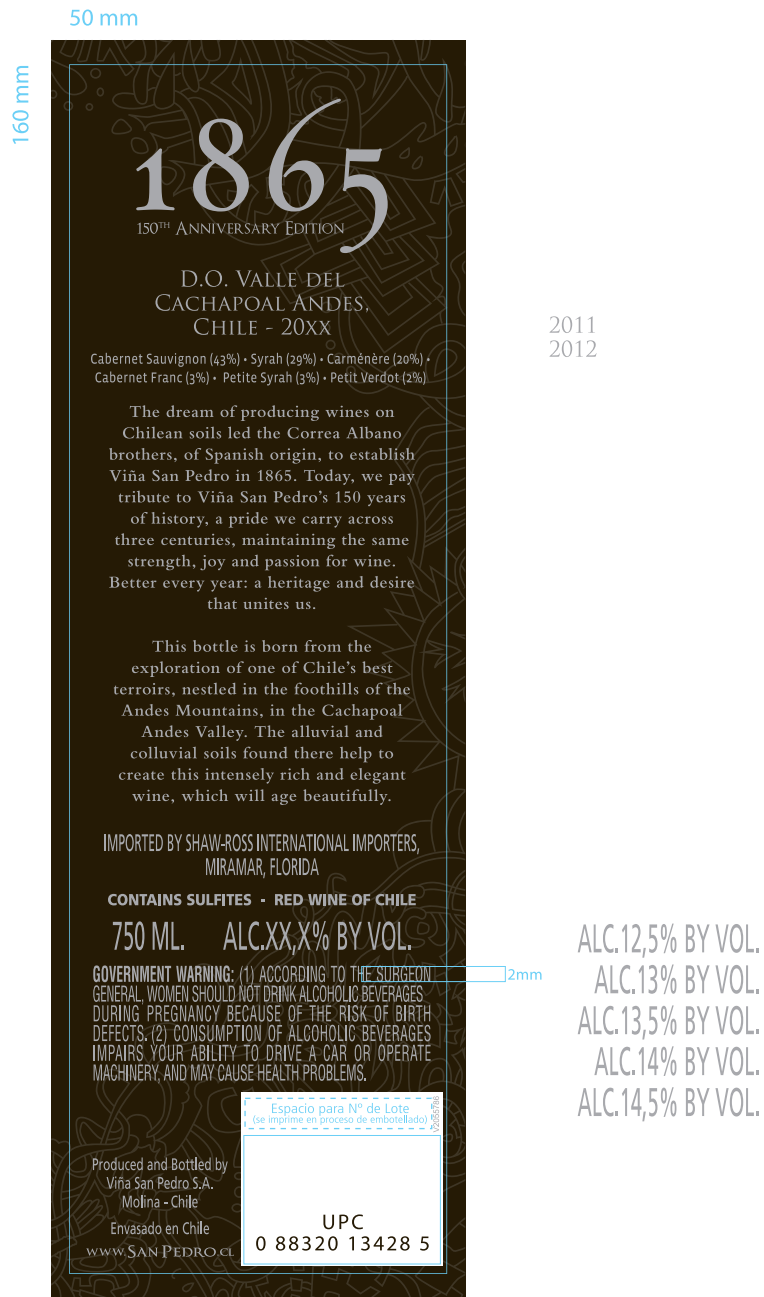 50 mm
160 mm
1865
150TH ANNIVERSARY EDITION
D.O. VALLE DEL
CACHAPOAL ANDES,
CHILE - 20XX
2011
2012
Cabernet Sauvignon (43%) • Syrah (29%) • Carménère (20%) •
Cabernet Franc (3%) • Petite Syrah (3%) • Petit Verdot (2%)
The dream of producing wines on
Chilean soils led the Correa Albano
brothers, of Spanish origin, to establish
Viña San Pedro in 1865. Today, we pay
tribute to Viña San Pedro’s 150 years
of history, a pride we carry across
three centuries, maintaining the same
strength, joy and passion for wine.
Better every year: a heritage and desire
that unites us.
This bottle is born from the
exploration of one of Chile’s best
terroirs, nestled in the foothills of the
Andes Mountains, in the Cachapoal
Andes Valley. The alluvial and
colluvial soils found there help to
create this intensely rich and elegant
wine, which will age beautifully.
IMPORTED BY SHAW-ROSS INTERNATIONAL IMPORTERS,
MIRAMAR, FLORIDA
CONTAINS SULFITES - RED WINE OF CHILE
750 ML. ALC.XX,X% BY VOL.
GOVERNMENT WARNING: (1) ACCORDING TO THE SURGEON
GENERAL, WOMEN SHOULD NOT DRINK ALCOHOLIC BEVERAGES
DURING PREGNANCY BECAUSE OF THE RISK OF BIRTH
DEFECTS. (2) CONSUMPTION OF ALCOHOLIC BEVERAGES
IMPAIRS YOUR ABILITY TO DRIVE A CAR OR OPERATE
MACHINERY, AND MAY CAUSE HEALTH PROBLEMS.
2mm
ALC.12,5% BY VOL.
ALC.13% BY VOL.
ALC.13,5% BY VOL.
ALC.14% BY VOL.
ALC.14,5% BY VOL.
Espacio para Nº de Lote
(se imprime en proceso de embotellado)
V2055786
Produced and Bottled by
Viña San Pedro S.A.
Molina - Chile
Envasado en Chile
WWW.SAN PEDRO.CL
UPC
0 88320 13428 5